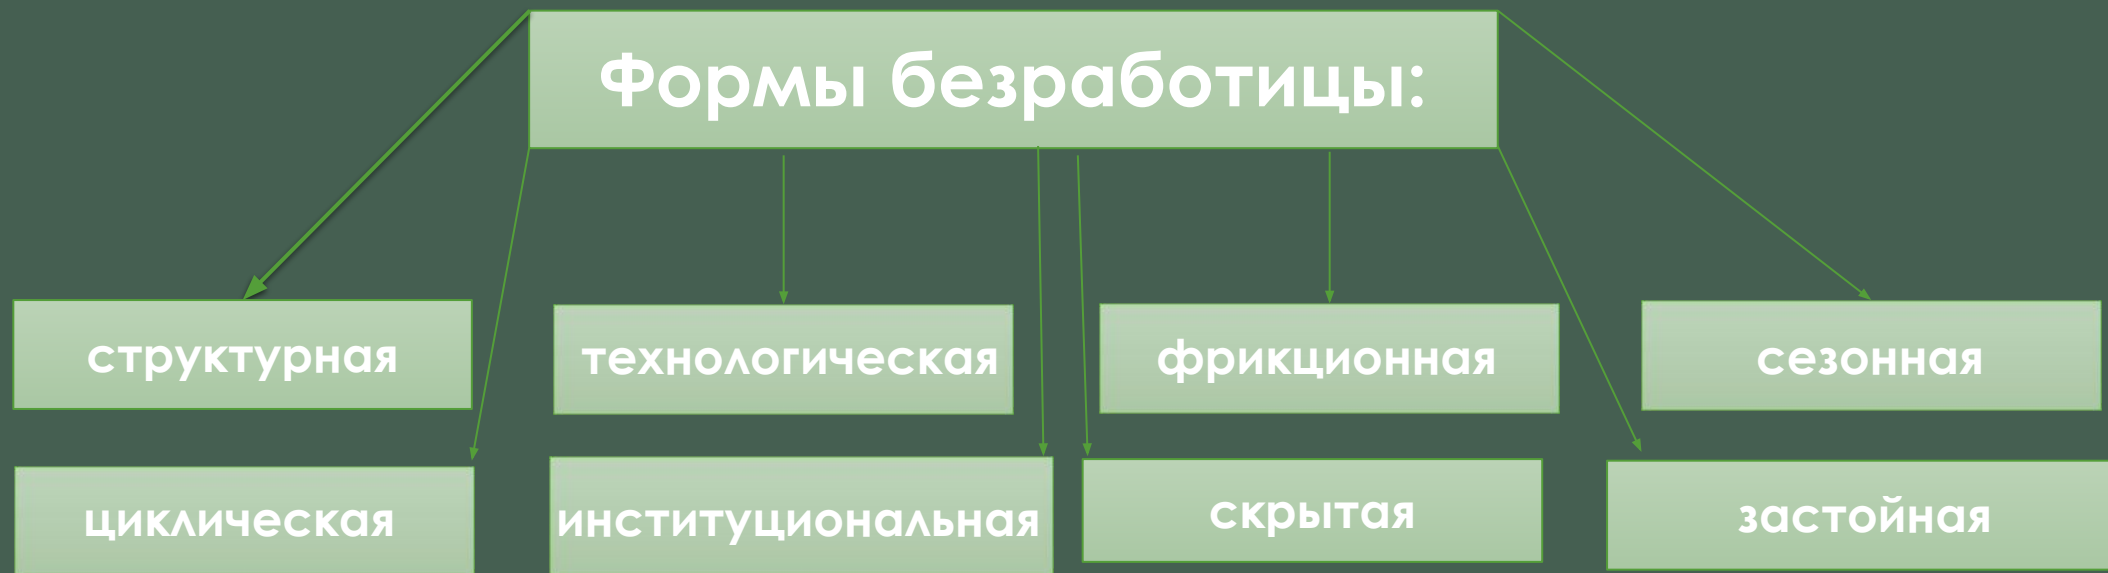 Формы безработицы:
структурная
технологическая
фрикционная
сезонная
циклическая
институциональная
скрытая
застойная